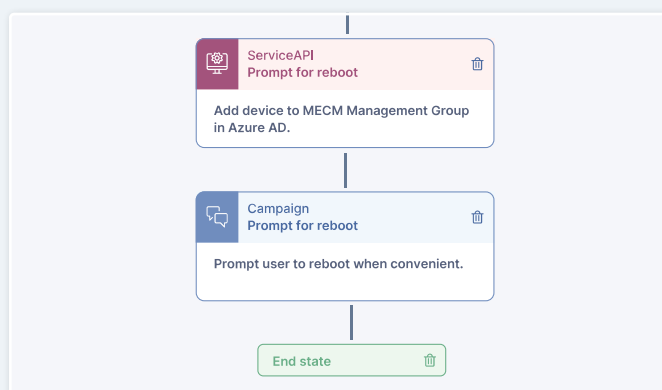 ServiceAPI
Prompt for reboot
Add device to MECM Management Group
in Azure AD.
Campaign
Prompt for reboot
Prompt user to reboot when convenient.
End state